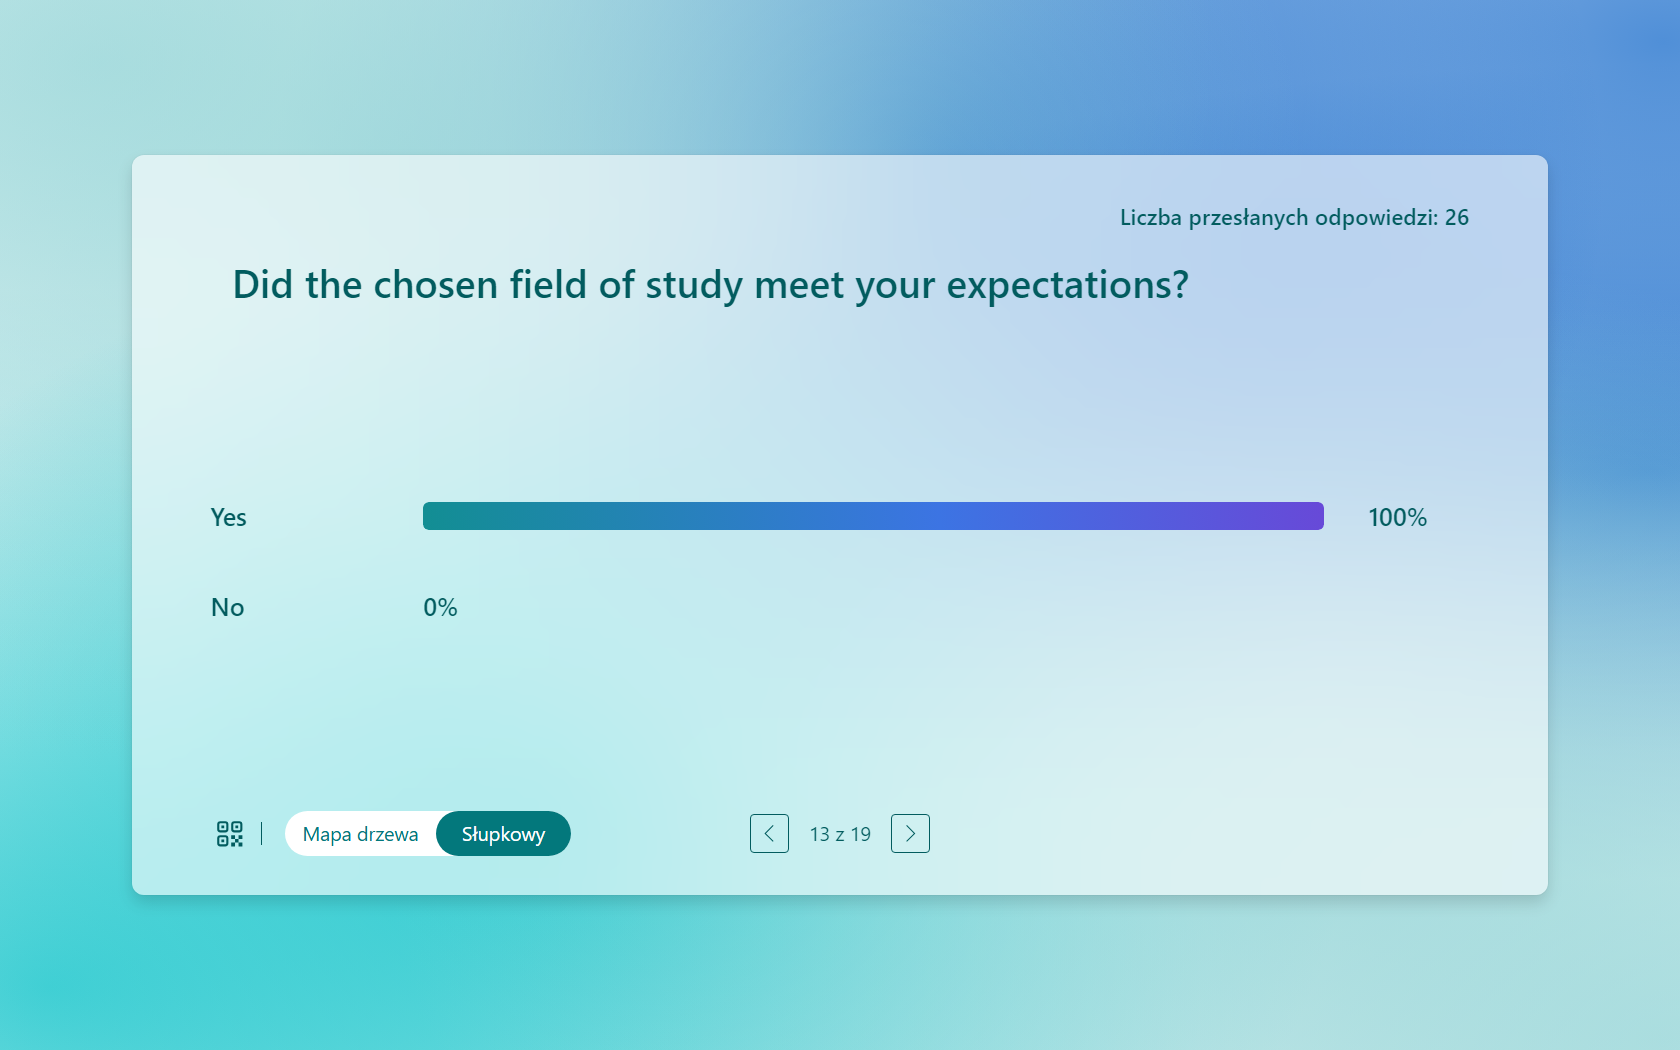 Liczba przesłanych odpowiedzi: 26
Did the chosen field of study meet your expectations?
Yes 100%
No 0%
Mapa drzewa Słupkowy 13 z 19